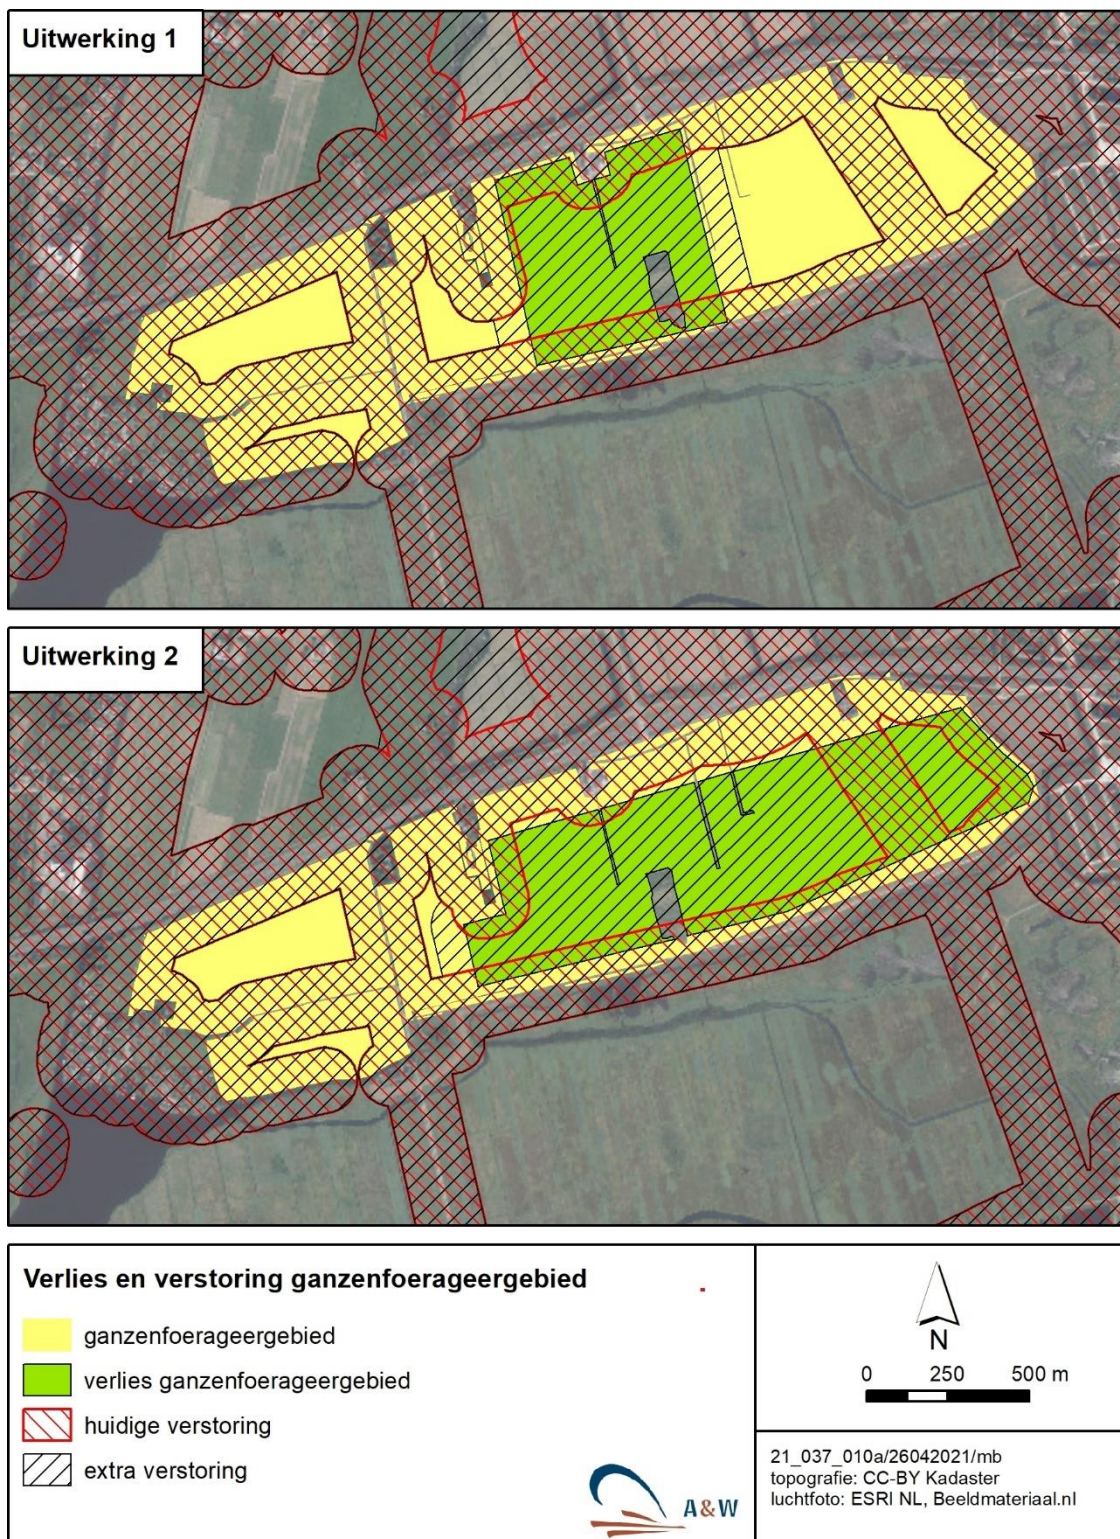 Uitwerking 1
Uitwerking 2
Verlies en verstoring ganzenfoerageergebied
ganzenfoerageergebied
verlies ganzenfoerageergebied
huidige verstoring
extra verstoring
A&W
N
0 250 500 m
21_037_010a/26042021/mb
topografie: CC-BY Kadaster
luchtfoto: ESRI NL, Beeldmateriaal.nl